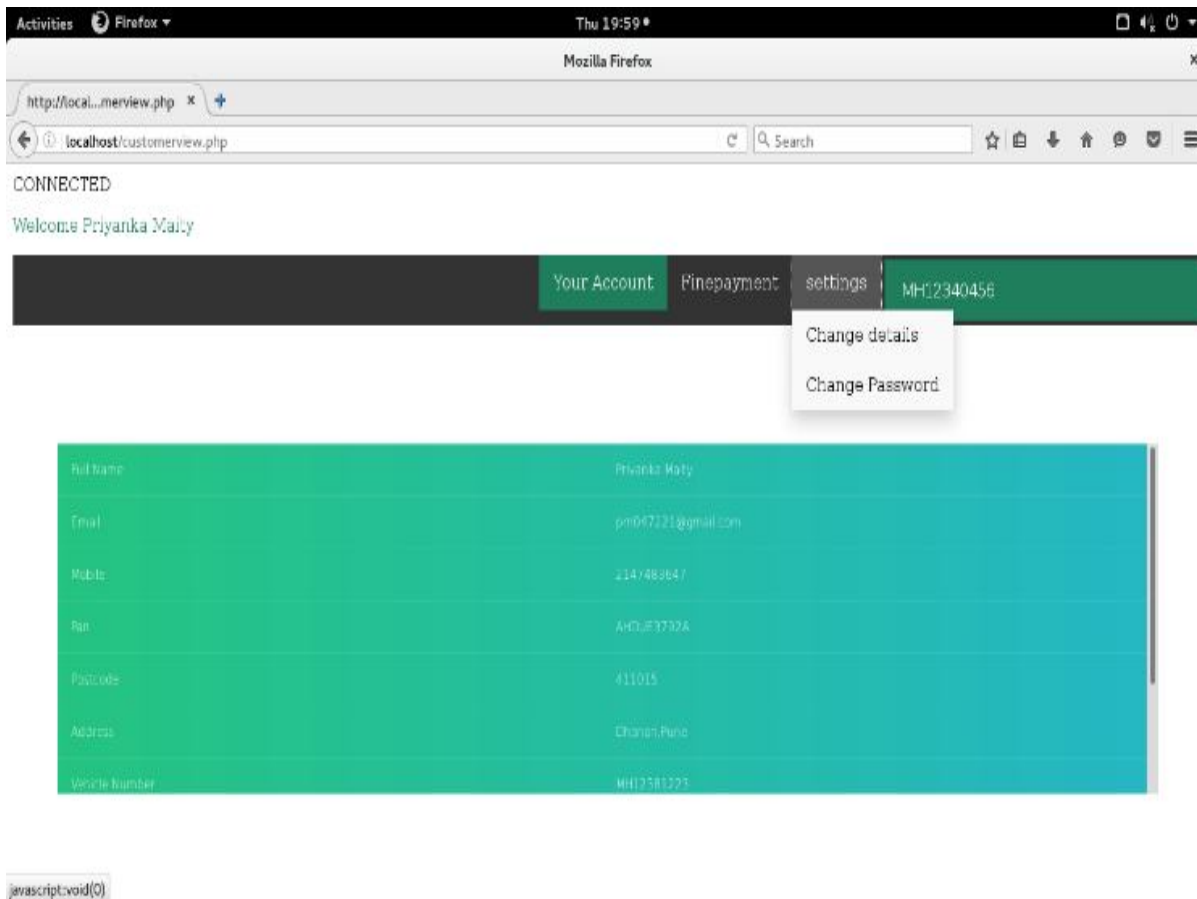 Activities Firefox
Thu 19:59
Mozilla Firefox
http://local...merview.php
localhost/customerview.php
Search
CONNECTED
Welcome Priyanka Maity
Your Account Finepayment settings MH12340456
Change details
Change Password
Full Name Priyanka Maity
Email
Mobile 2147483647
Pan
Postcode 411015
Address
Vehicle Number
javascript:void(0)